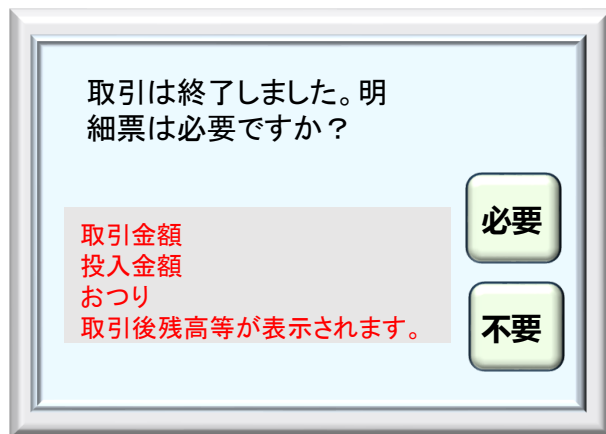 取引は終了しました。明
細票は必要ですか？
取引金額
投入金額
おつり
取引後残高等が表示されます。
必要
不要